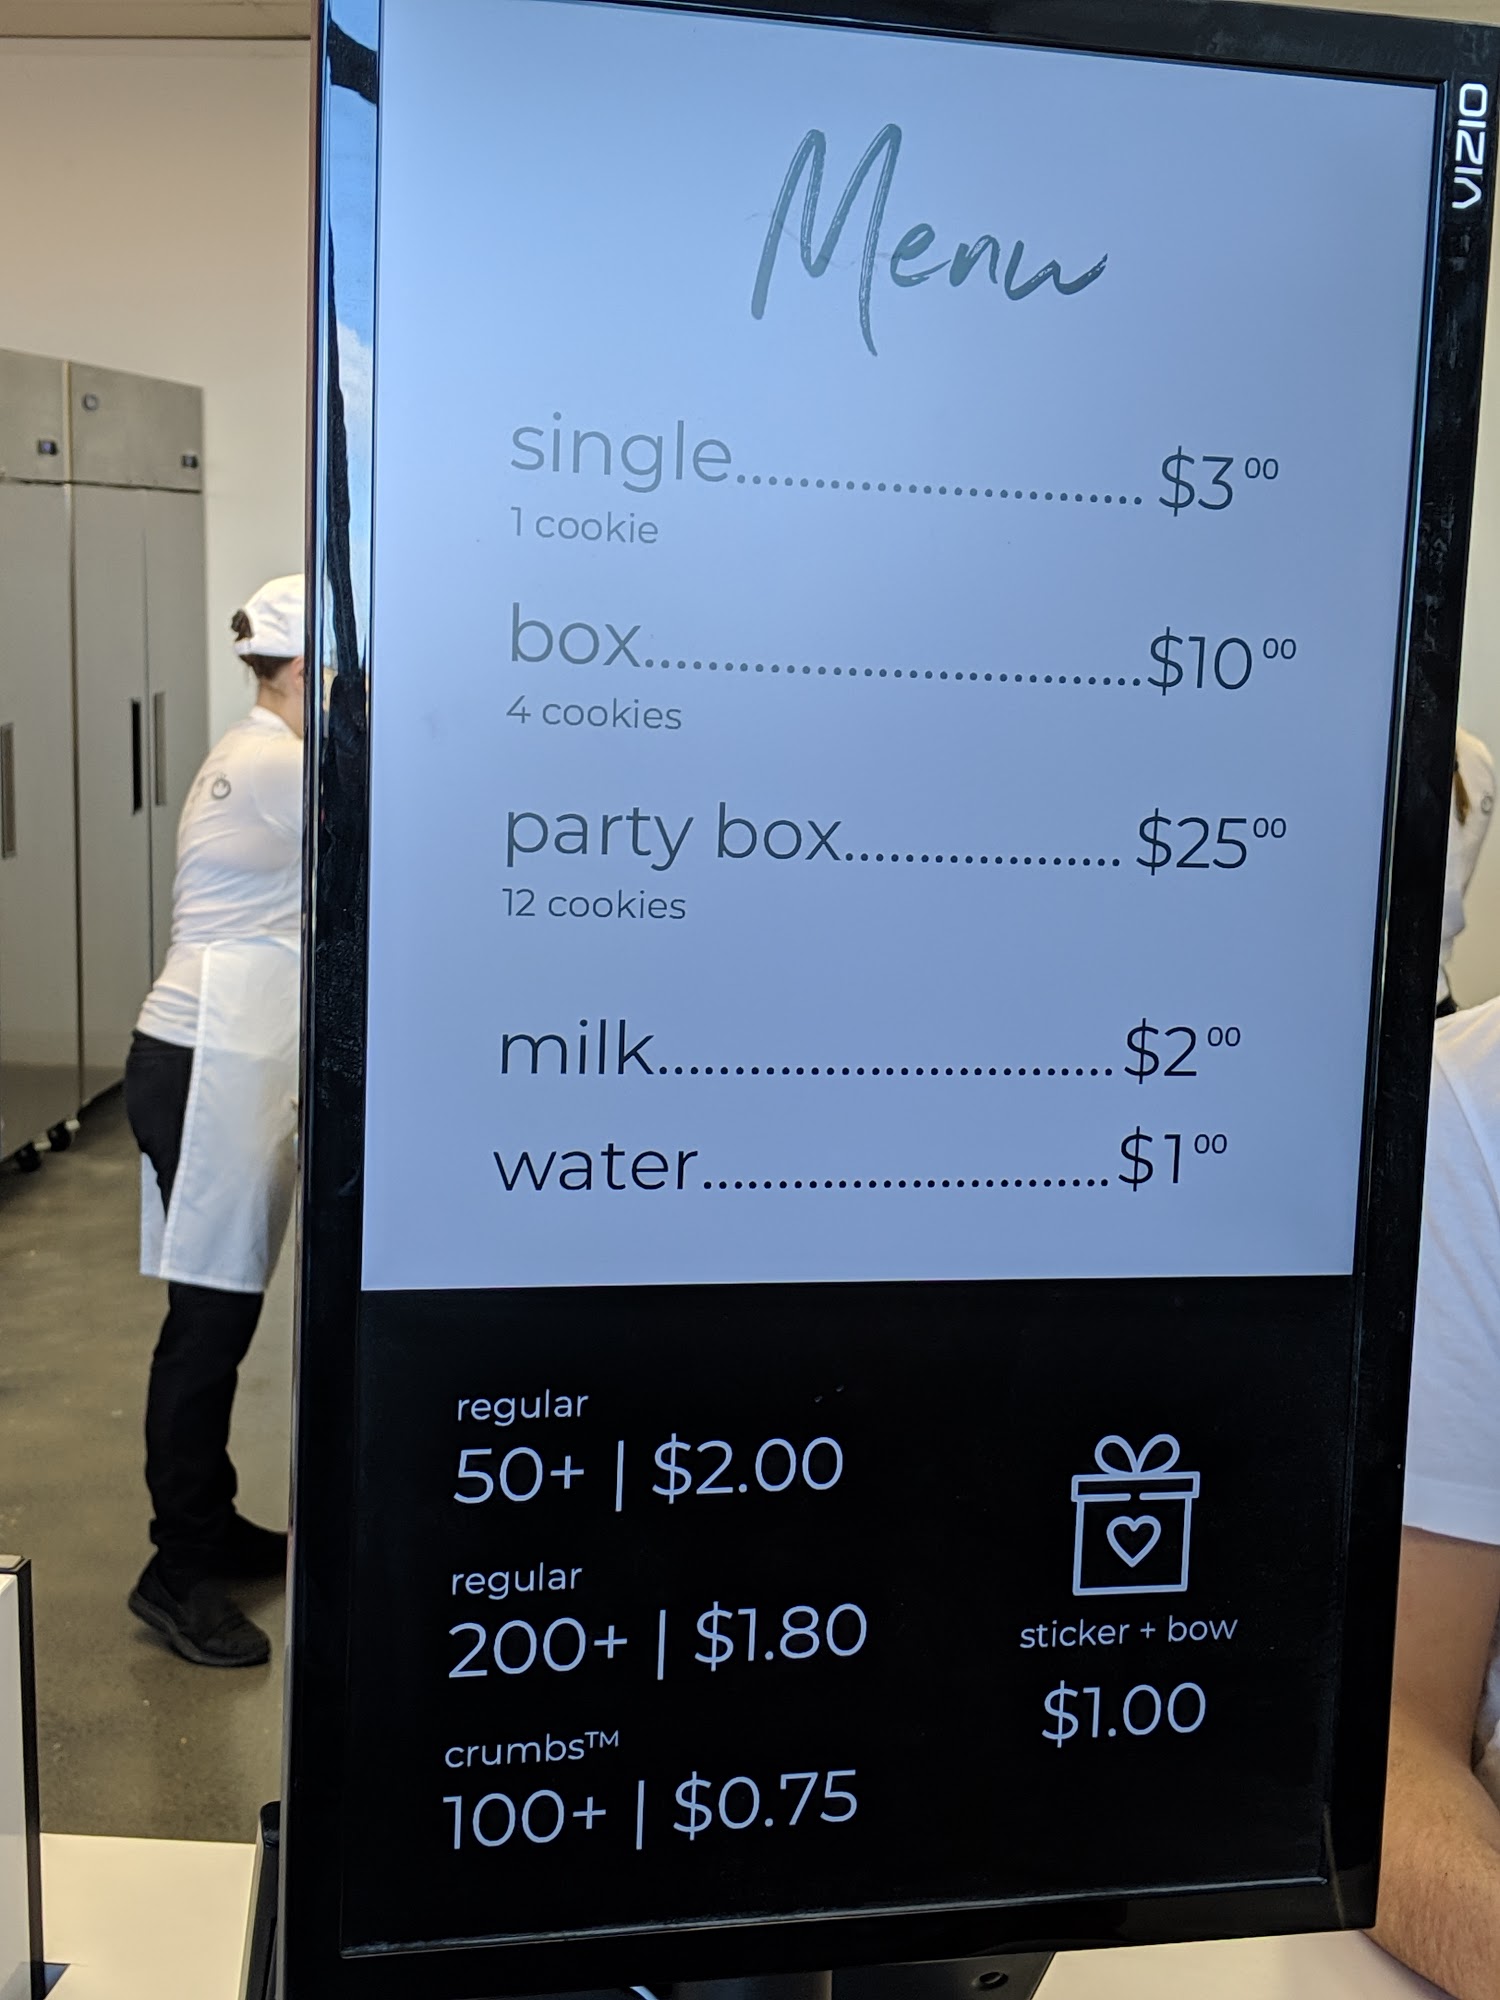 VIZIO
Menu
single........................... $3⁰⁰
1 cookie
box.................................$10⁰⁰
4 cookies
party box................... $25⁰⁰
12 cookies
milk..............................$2⁰⁰
water...........................$1⁰⁰
regular
50+ | $2.00
regular
200+ | $1.80
crumbs™
100+ | $0.75
sticker + bow
$1.00